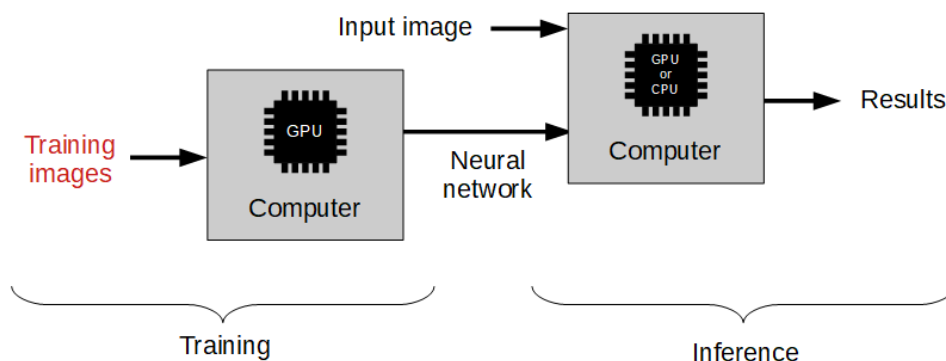 Input image
GPU
or
CPU
Computer
Results
Training
images
GPU
Computer
Neural
network
Training
Inference